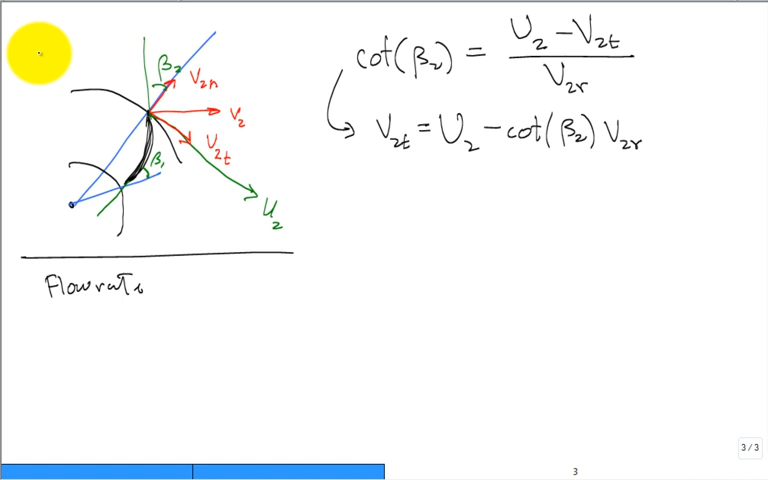 cot(β₂) = U₂ − V₂t / V₂r
V₂t = U₂ − cot(β₂) V₂r
β₂
V₂n
V₂
V₂t
β₁
U₂
Flowrate
3 / 3
3